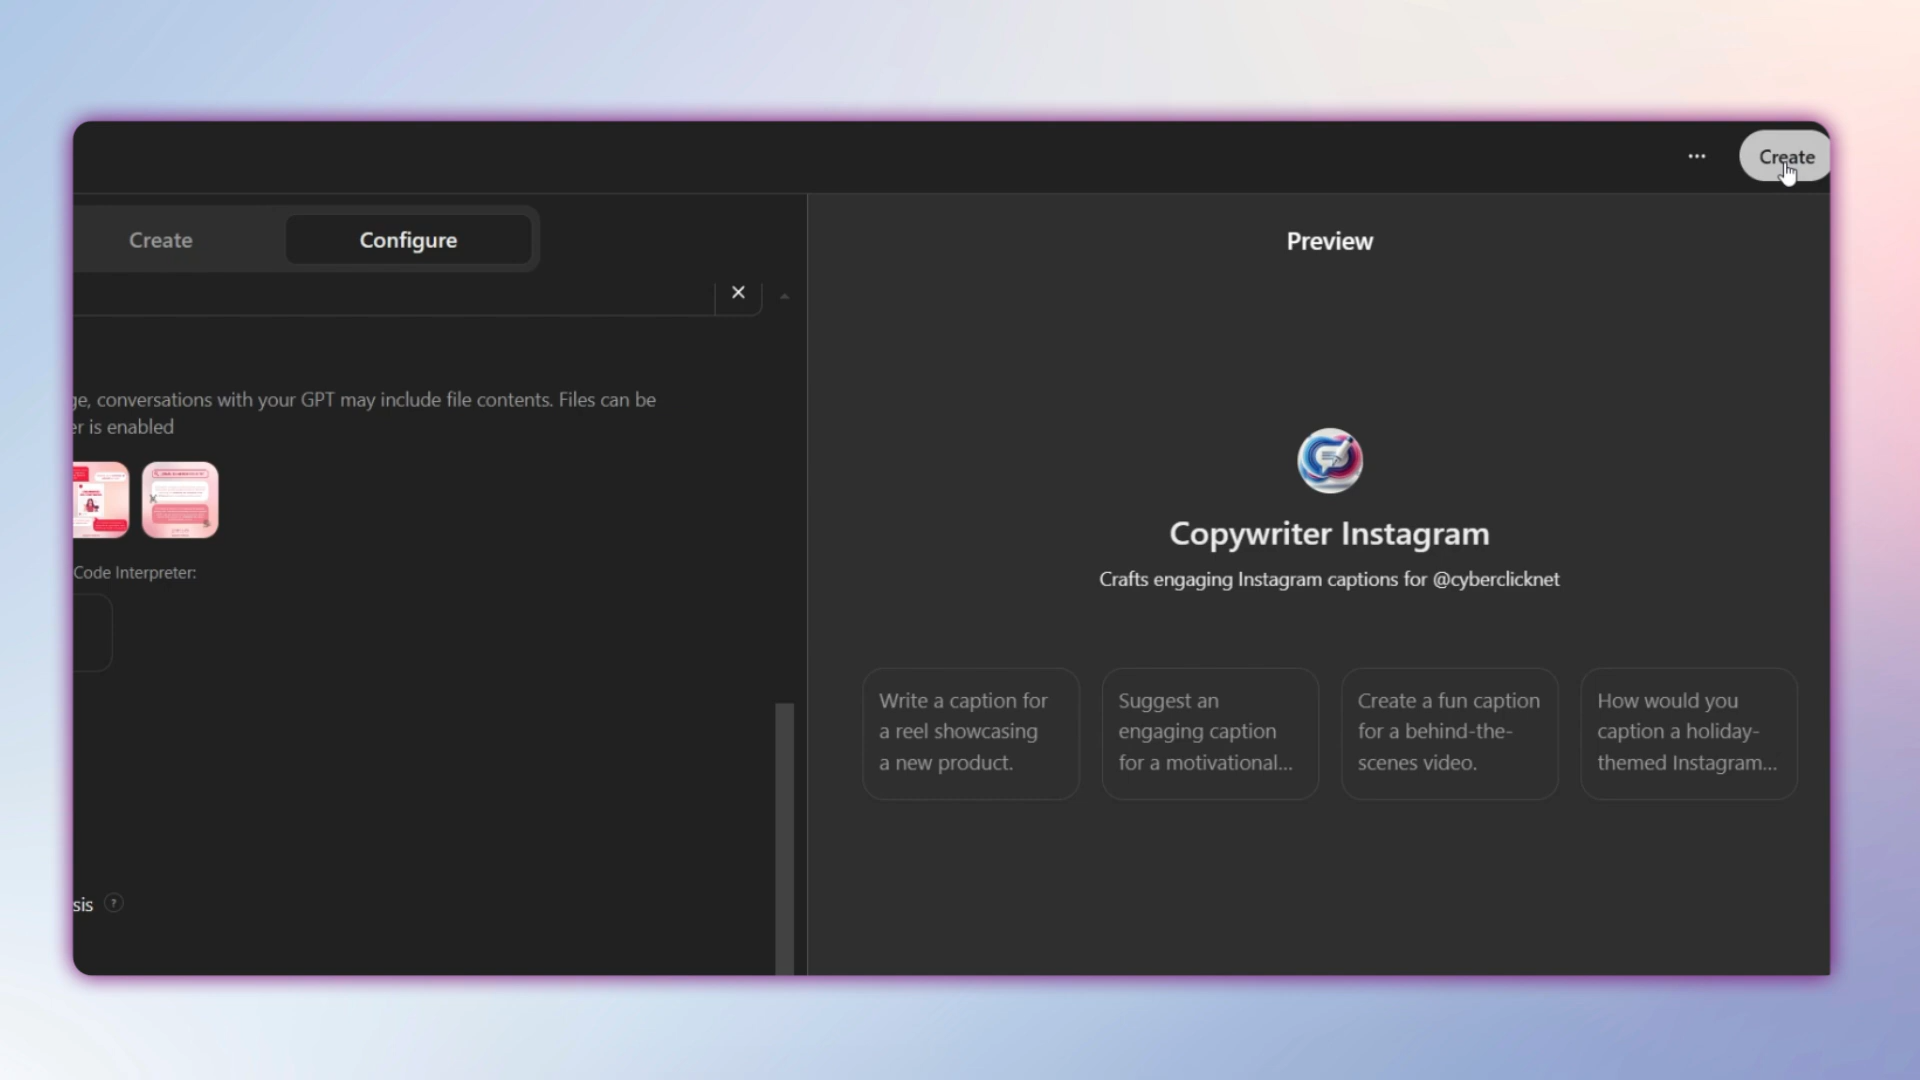 Create
Create
Configure
Preview
ge, conversations with your GPT may include file contents. Files can be
er is enabled
Code Interpreter:
sis ?
Copywriter Instagram
Crafts engaging Instagram captions for @cyberclicknet
Write a caption for
a reel showcasing
a new product.
Suggest an
engaging caption
for a motivational...
Create a fun caption
for a behind-the-
scenes video.
How would you
caption a holiday-
themed Instagram...